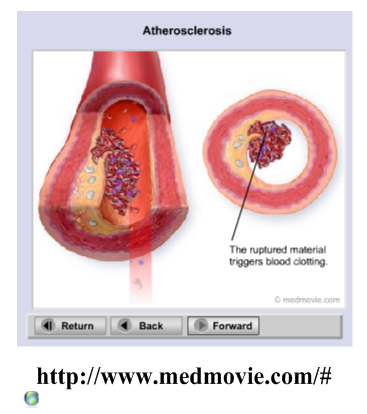 Atherosclerosis
The ruptured material
triggers blood clotting.
© medmovie.com
Return Back Forward
http://www.medmovie.com/#